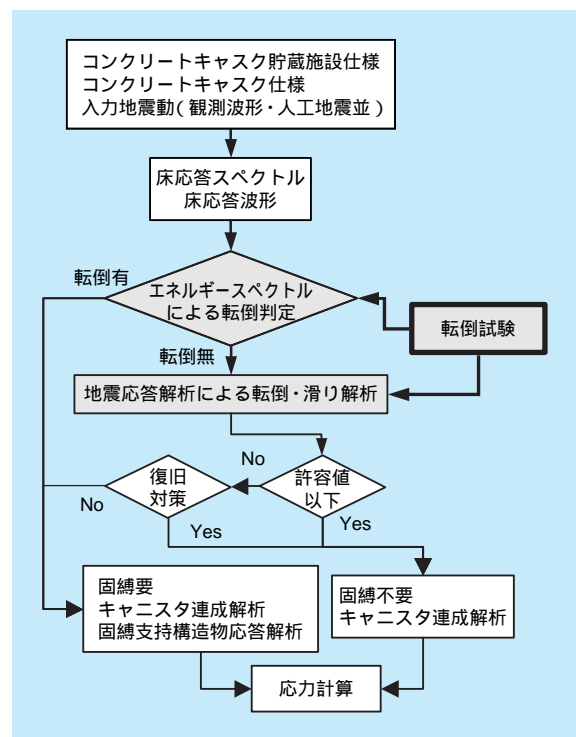 コンクリートキャスク貯蔵施設仕様
コンクリートキャスク仕様
入力地震動(観測波形・人工地震並)
床応答スペクトル
床応答波形
転倒有
エネルギースペクトル
による転倒判定
転倒試験
転倒無
地震応答解析による転倒・滑り解析
No
復旧
対策
許容値
以下
No
Yes
Yes
固縛要
キャニスタ連成解析
固縛支持構造物応答解析
固縛不要
キャニスタ連成解析
応力計算